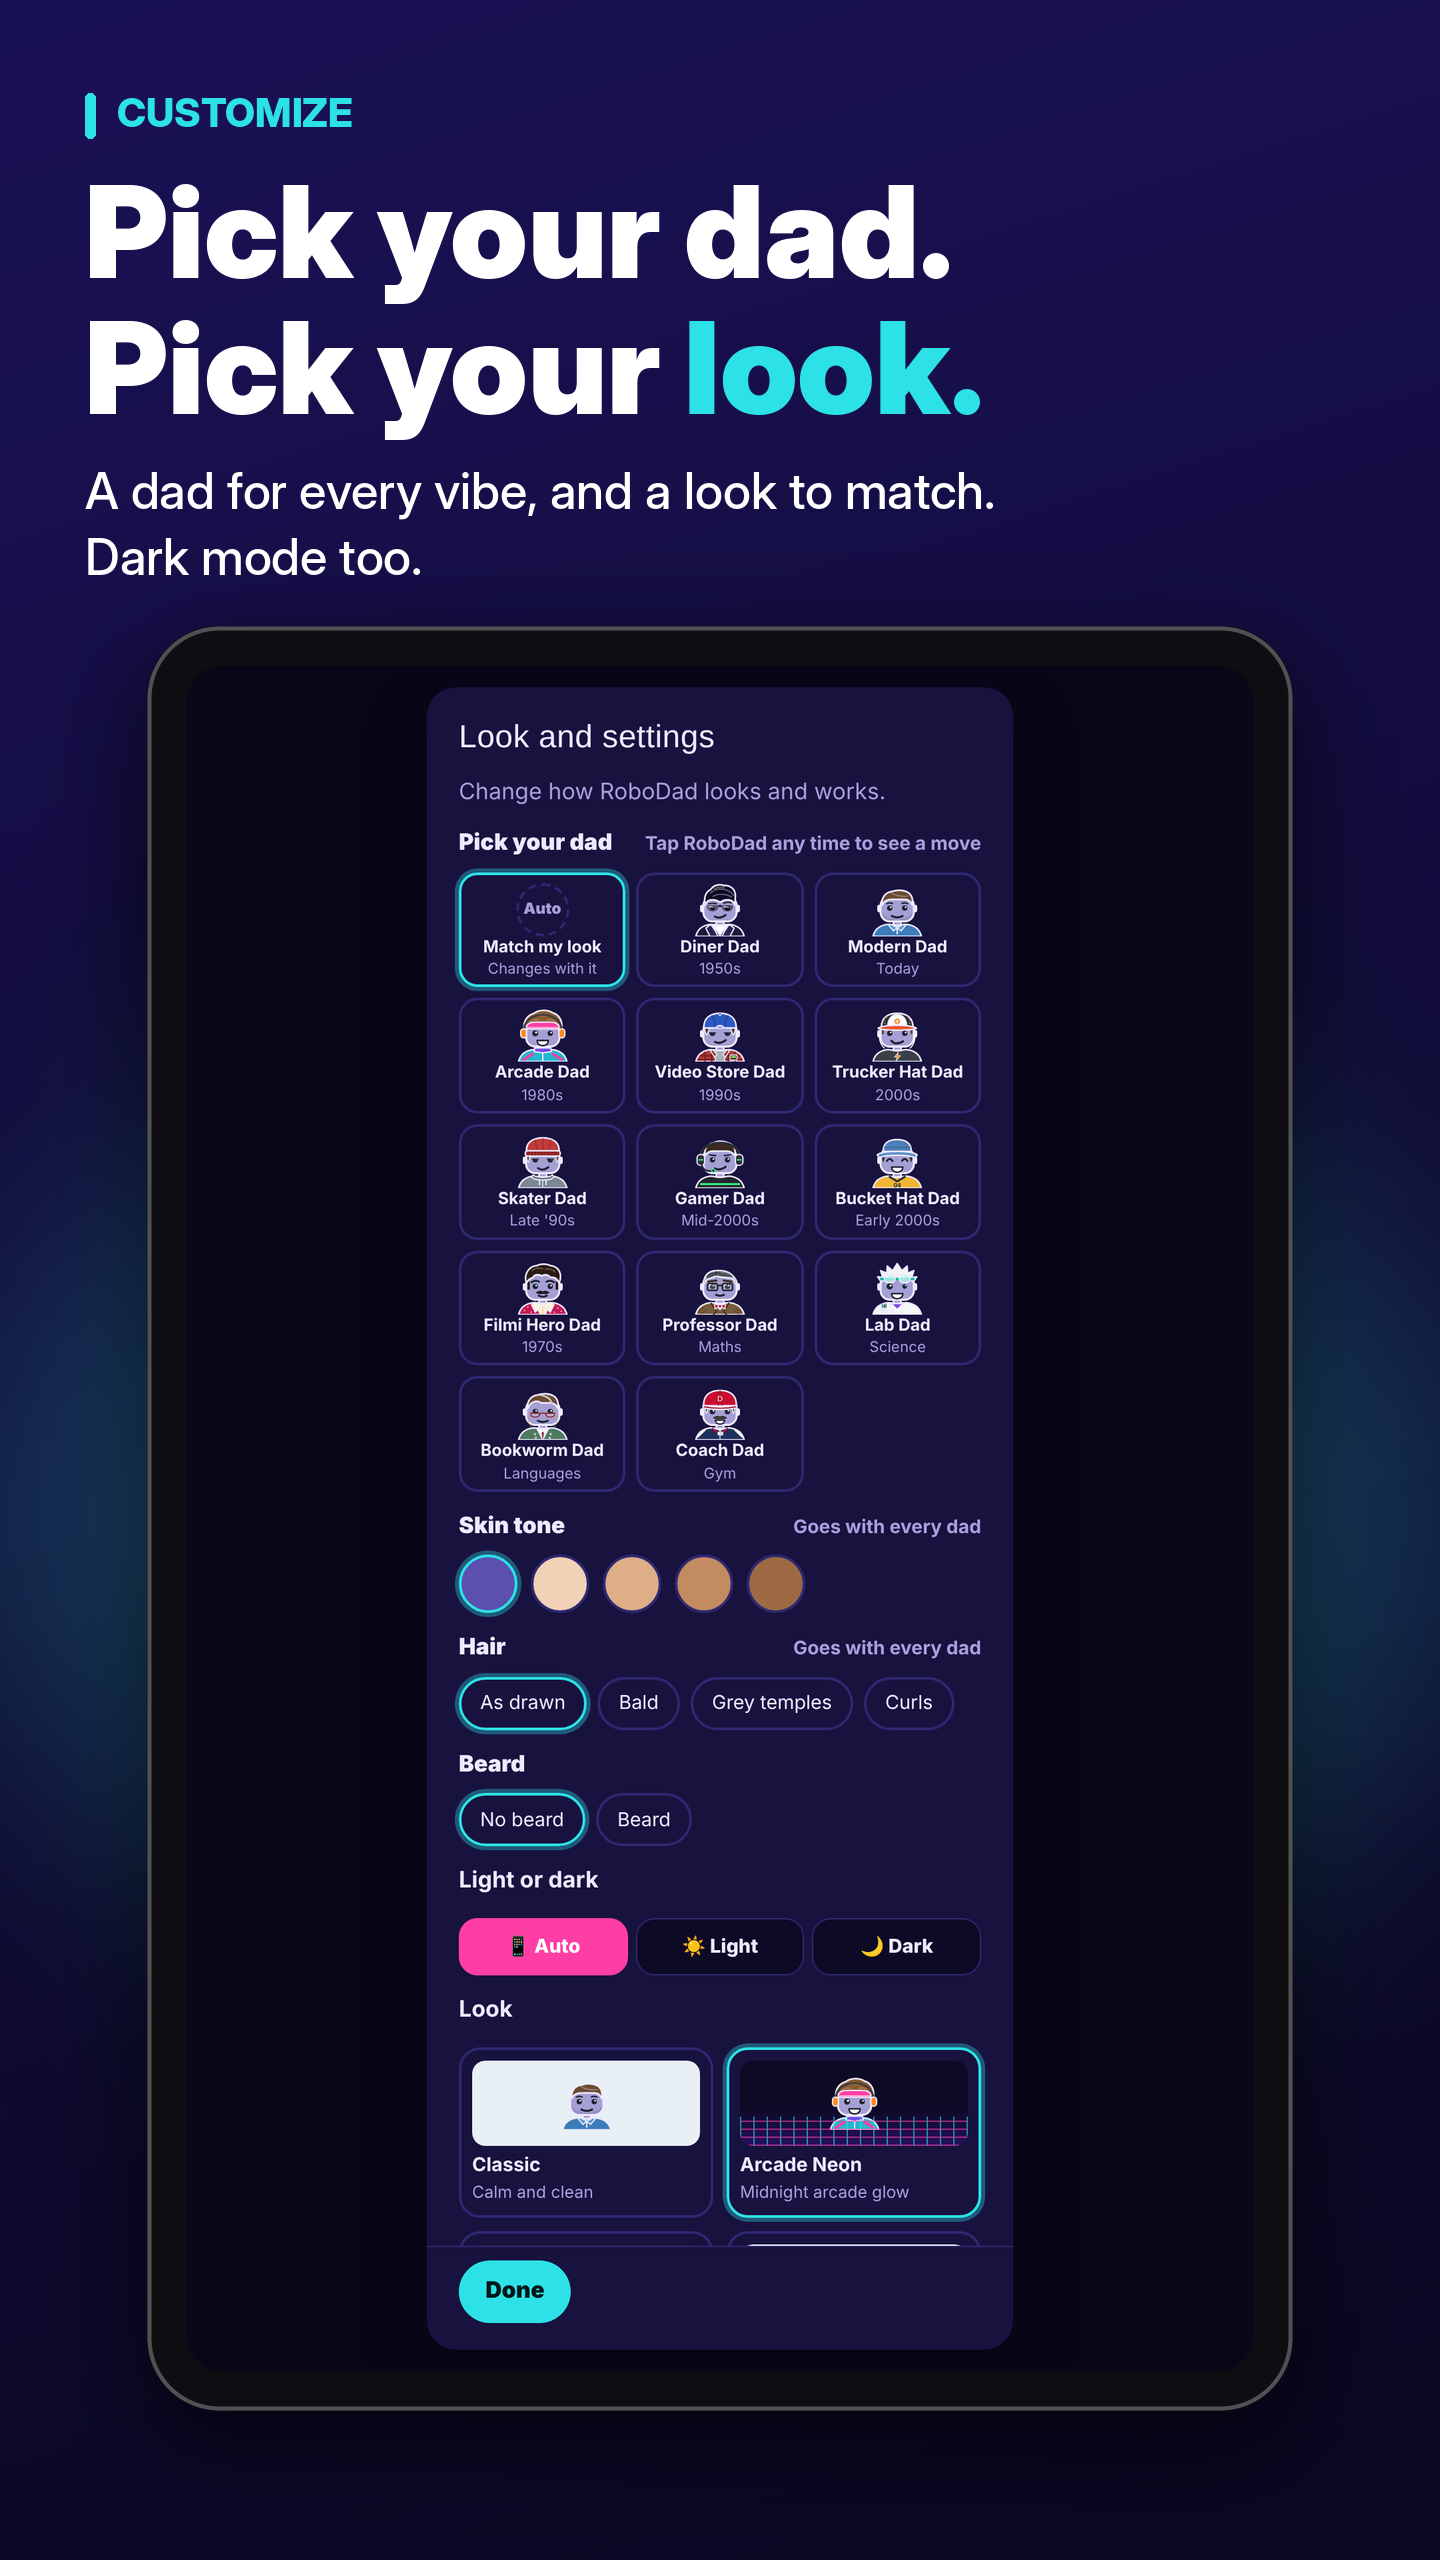 CUSTOMIZE
Pick your dad.
Pick your look.
A dad for every vibe, and a look to match.
Dark mode too.
Look and settings
Change how RoboDad looks and works.
Pick your dad
Tap RoboDad any time to see a move
Auto
Match my look
Changes with it
Diner Dad
1950s
Modern Dad
Today
Arcade Dad
1980s
Video Store Dad
1990s
Trucker Hat Dad
2000s
Skater Dad
Late '90s
Gamer Dad
Mid-2000s
Bucket Hat Dad
Early 2000s
Filmi Hero Dad
1970s
Professor Dad
Maths
Lab Dad
Science
Bookworm Dad
Languages
D
Coach Dad
Gym
Skin tone
Goes with every dad
Hair
Goes with every dad
As drawn
Bald
Grey temples
Curls
Beard
No beard
Beard
Light or dark
Auto
Light
Dark
Look
Classic
Calm and clean
Arcade Neon
Midnight arcade glow
Done